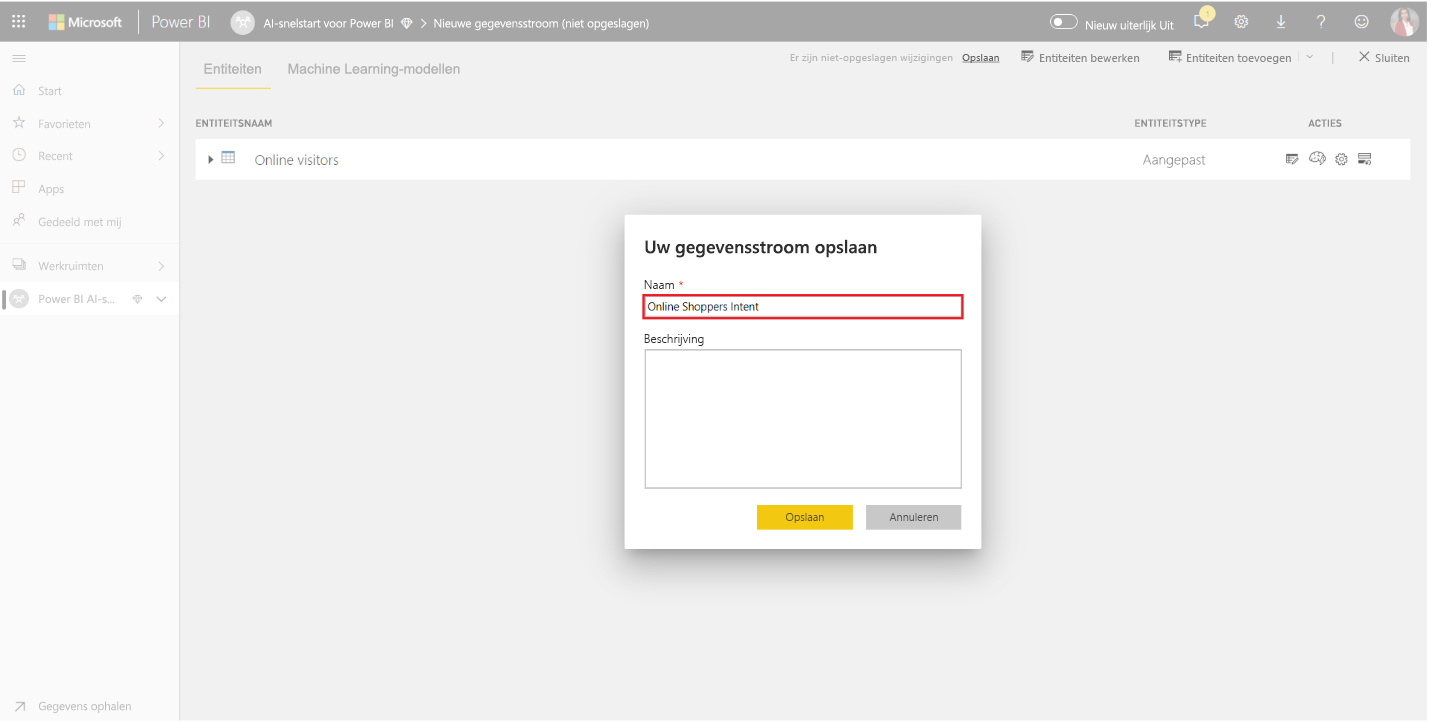 Microsoft Power BI AI-snelstart voor Power BI > Nieuwe gegevensstroom (niet opgeslagen) Nieuw uiterlijk Uit 1 ?
Er zijn niet-opgeslagen wijzigingen Opslaan Entiteiten bewerken Entiteiten toevoegen | Sluiten
Entiteiten Machine Learning-modellen
Start
Favorieten
Recent
Apps
Gedeeld met mij
Werkruimten
Power BI AI-s...
Gegevens ophalen
ENTITEITSNAAM ENTITEITSTYPE ACTIES
Online visitors Aangepast
Uw gegevensstroom opslaan
Naam *
Online Shoppers Intent
Beschrijving
Opslaan Annuleren